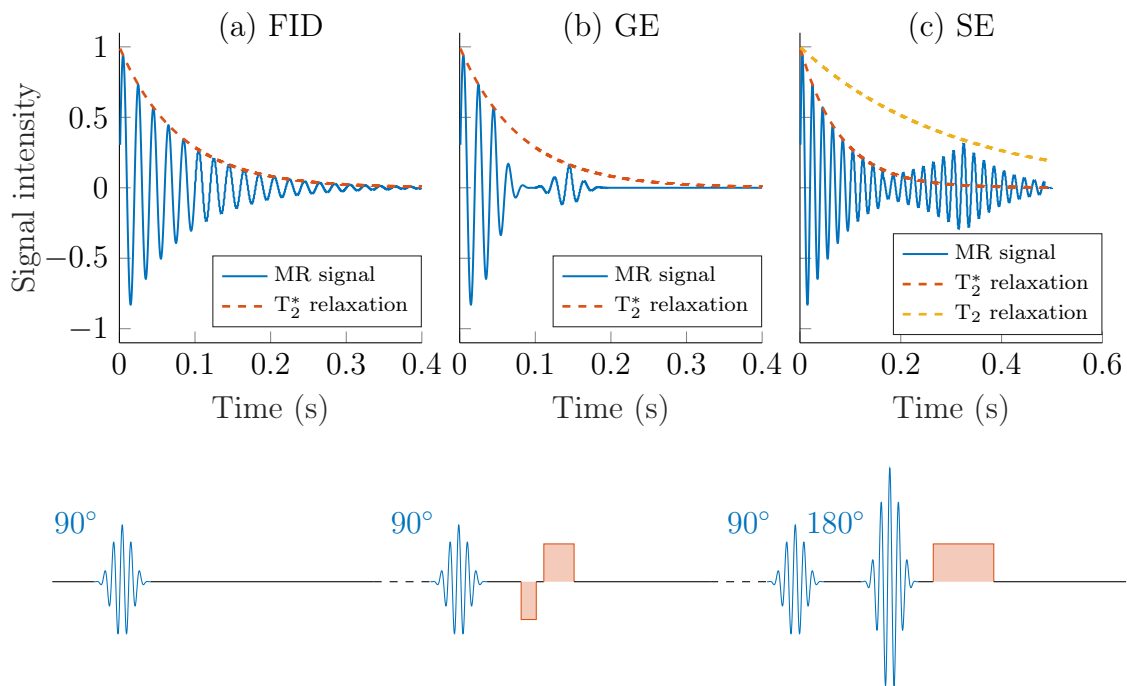 (a) FID
(b) GE
(c) SE
Signal intensity
1
0.5
0
−0.5
−1
MR signal
T₂* relaxation
0 0.1 0.2 0.3 0.4
Time (s)
MR signal
T₂* relaxation
0 0.1 0.2 0.3 0.4
Time (s)
MR signal
T₂* relaxation
T₂ relaxation
0 0.2 0.4 0.6
Time (s)
90°
90°
90° 180°